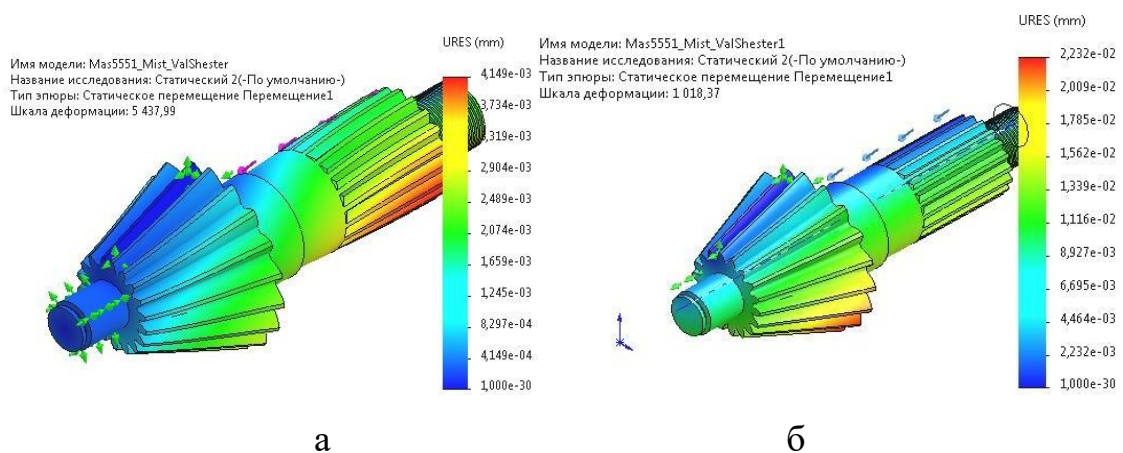 URES (mm)
Имя модели: Mas5551_Mist_ValShester
Название исследования: Статический 2(-По умолчанию-)
Тип эпюры: Статическое перемещение Перемещение1
Шкала деформации: 5 437,99
4,149e-03
3,734e-03
,319e-03
2,904e-03
2,489e-03
2,074e-03
1,659e-03
1,245e-03
8,297e-04
4,149e-04
1,000e-30
а
URES (mm)
Имя модели: Mas5551_Mist_ValShester1
Название исследования: Статический 2(-По умолчанию-)
Тип эпюры: Статическое перемещение Перемещение1
Шкала деформации: 1 018,37
2,232e-02
2,009e-02
1,785e-02
1,562e-02
1,339e-02
1,116e-02
8,927e-03
6,695e-03
4,464e-03
2,232e-03
1,000e-30
б